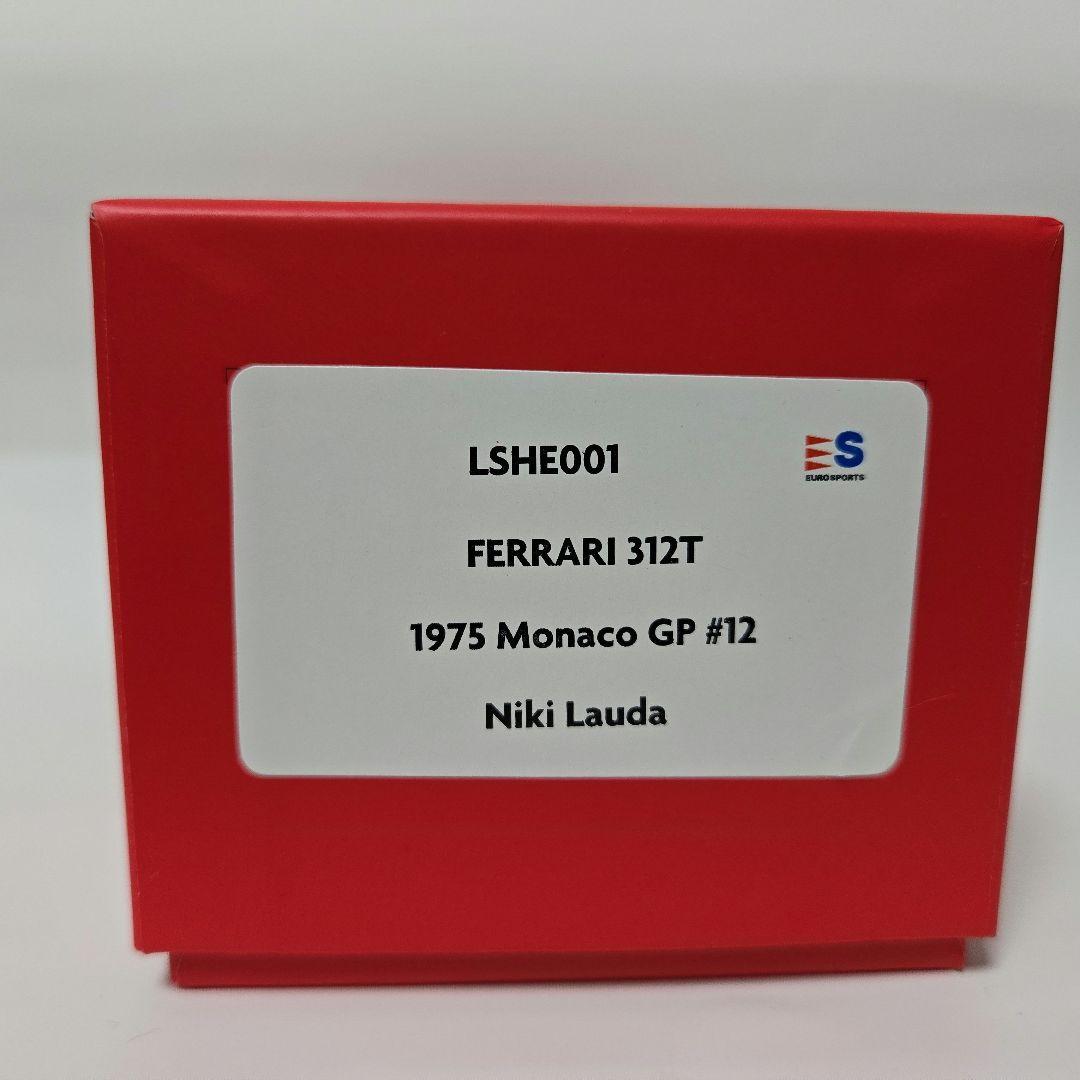 LSHE001
ES
EUROSPORTS
FERRARI 312T
1975 Monaco GP #12
Niki Lauda